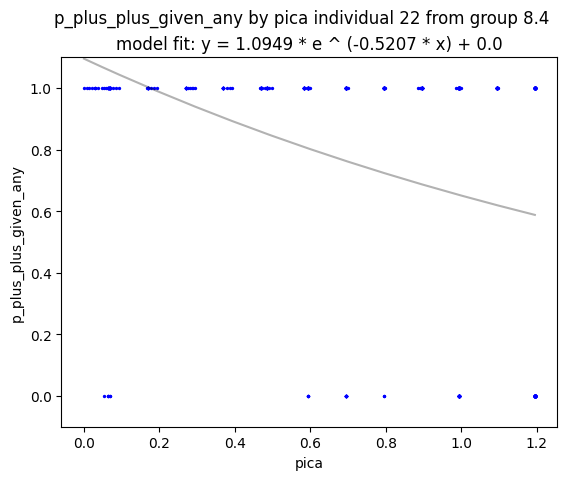 p_plus_plus_given_any by pica individual 22 from group 8.4
model fit: y = 1.0949 * e ^ (-0.5207 * x) + 0.0
1.0
0.8
0.6
0.4
0.2
0.0
p_plus_plus_given_any
0.0 0.2 0.4 0.6 0.8 1.0 1.2
pica